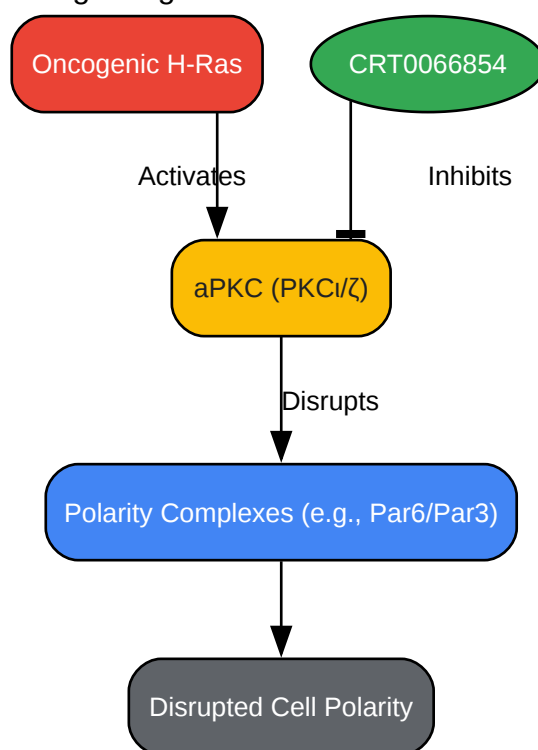 Oncogenic H-Ras
CRT0066854
Activates
Inhibits
aPKC (PKCι/ζ)
Disrupts
Polarity Complexes (e.g., Par6/Par3)
Disrupted Cell Polarity